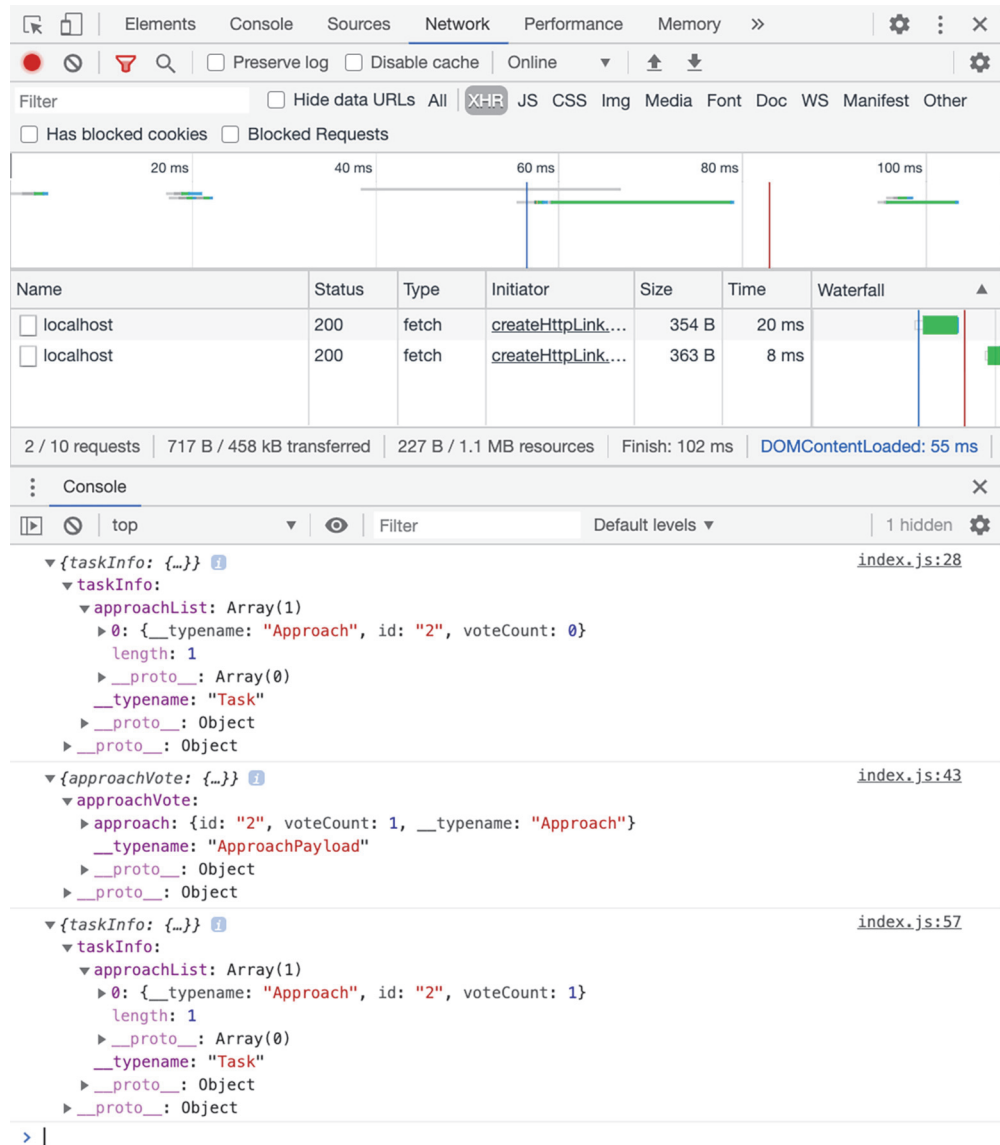 Elements Console Sources Network Performance Memory »
Preserve log Disable cache Online ▼
Filter Hide data URLs All XHR JS CSS Img Media Font Doc WS Manifest Other
Has blocked cookies Blocked Requests
20 ms 40 ms 60 ms 80 ms 100 ms
Name Status Type Initiator Size Time Waterfall ▲
localhost 200 fetch createHttpLink.… 354 B 20 ms
localhost 200 fetch createHttpLink.… 363 B 8 ms
2 / 10 requests 717 B / 458 kB transferred 227 B / 1.1 MB resources Finish: 102 ms DOMContentLoaded: 55 ms
Console
top ▼ Filter Default levels ▼ 1 hidden
▼{taskInfo: {…}} i index.js:28
▼taskInfo:
▼approachList: Array(1)
▶0: {__typename: "Approach", id: "2", voteCount: 0}
length: 1
▶__proto__: Array(0)
__typename: "Task"
▶__proto__: Object
▶__proto__: Object
▼{approachVote: {…}} i index.js:43
▼approachVote:
▶approach: {id: "2", voteCount: 1, __typename: "Approach"}
__typename: "ApproachPayload"
▶__proto__: Object
▶__proto__: Object
▼{taskInfo: {…}} i index.js:57
▼taskInfo:
▼approachList: Array(1)
▶0: {__typename: "Approach", id: "2", voteCount: 1}
length: 1
▶__proto__: Array(0)
__typename: "Task"
▶__proto__: Object
▶__proto__: Object
>